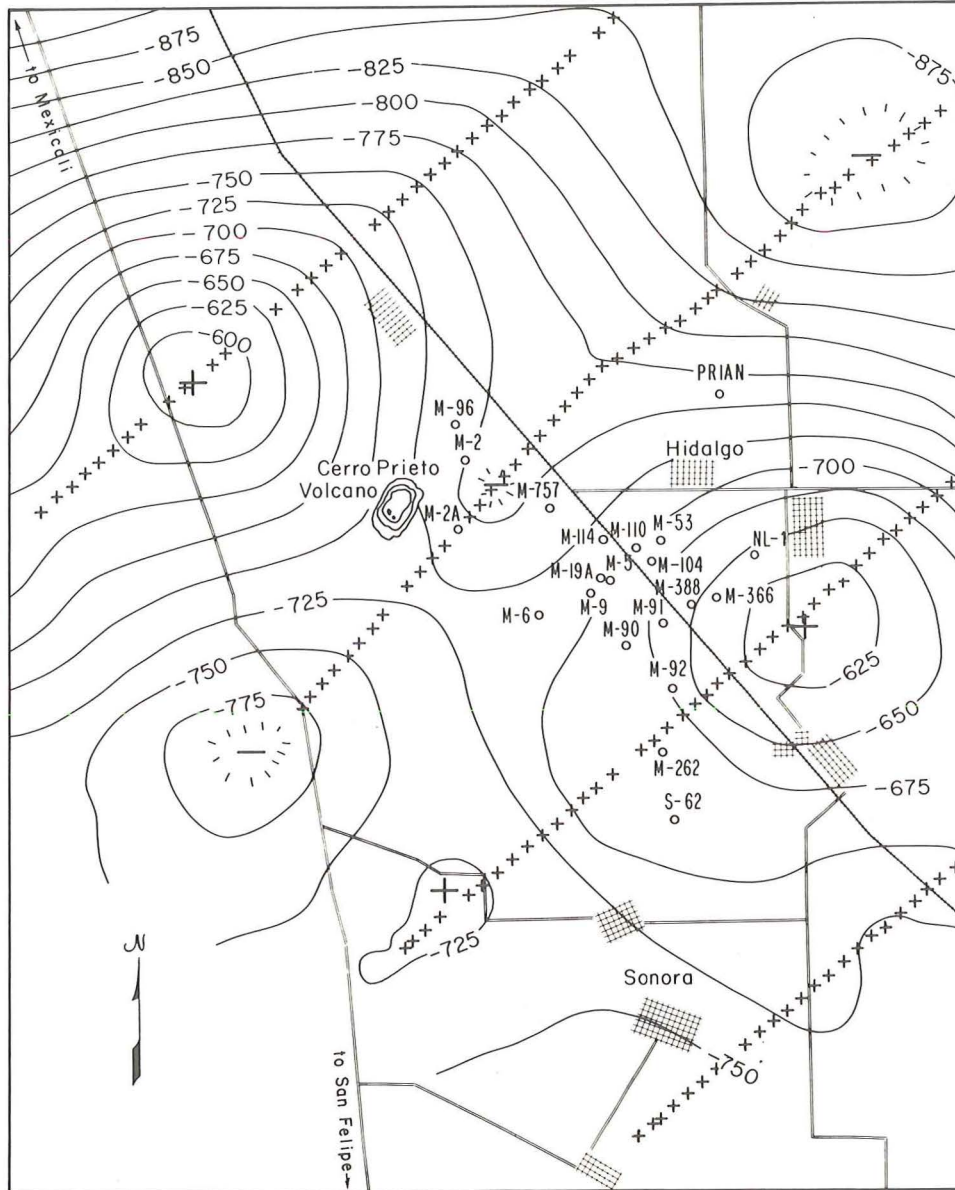 -875
-850
-825
-800
-775
-750
-725
-700
-675
-650
-625
-600
-875
to Mexicali
PRIAN
M-96
M-2
Hidalgo
-700
Cerro Prieto
Volcano
M-757
M-2A
M-114
M-110
M-53
NL-1
M-19A
M-5
M-104
M-388
M-366
M-6
M-9
M-91
M-90
-725
-750
-775
M-92
-625
-650
M-262
-675
S-62
-725
N
Sonora
-750
to San Felipe